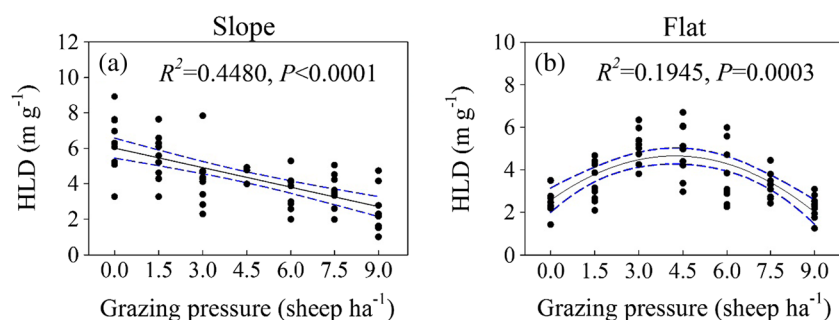 Slope
(a)
R²=0.4480, P<0.0001
HLD (m g⁻¹)
12
10
8
6
4
2
0
0.0 1.5 3.0 4.5 6.0 7.5 9.0
Grazing pressure (sheep ha⁻¹)
Flat
(b)
R²=0.1945, P=0.0003
HLD (m g⁻¹)
10
8
6
4
2
0
0.0 1.5 3.0 4.5 6.0 7.5 9.0
Grazing pressure (sheep ha⁻¹)